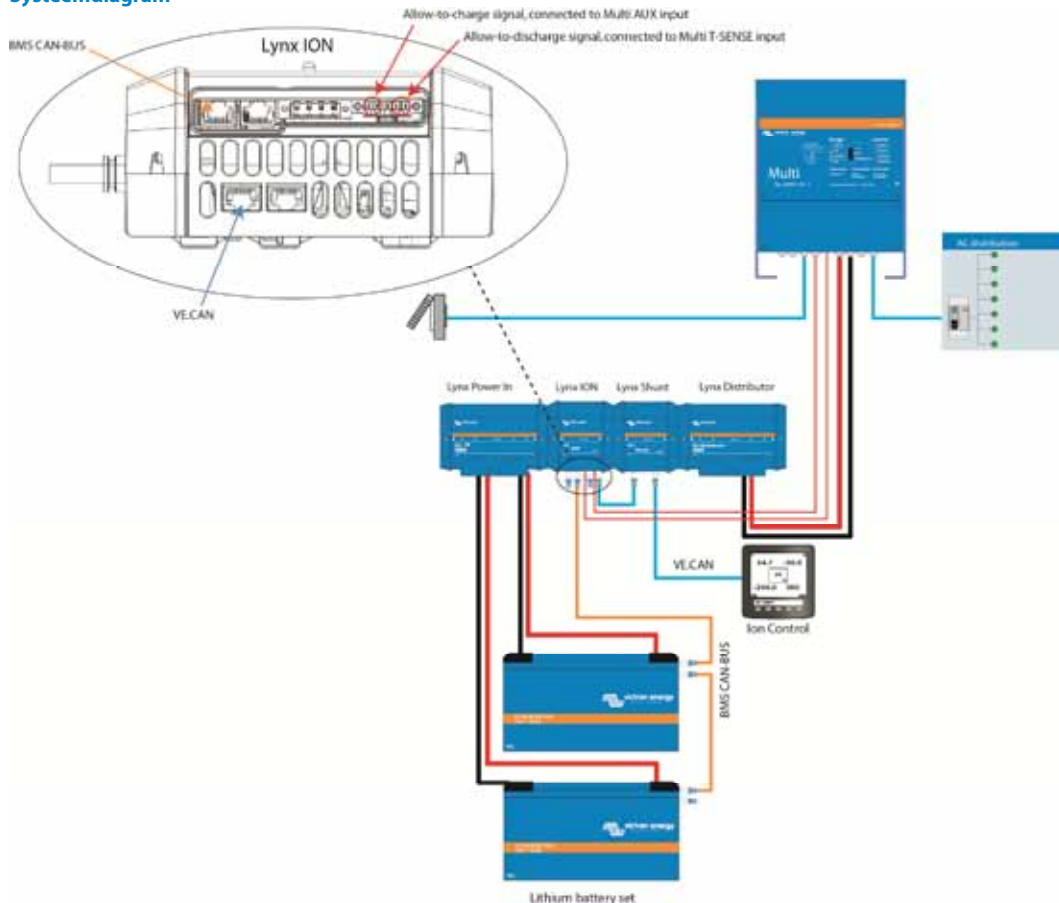 Systeemdiagram
Allow-to-charge signal, connected to Multi AUX input
Allow-to-discharge signal, connected to Multi T-SENSE input
BMS CAN-BUS
Lynx ION
Multi
AC distribution
VE.CAN
Lynx Power In
Lynx ION
Lynx Shunt
Lynx Distributor
VE.CAN
Ion Control
BMS CAN-BUS
victron energy
victron energy
Lithium battery set